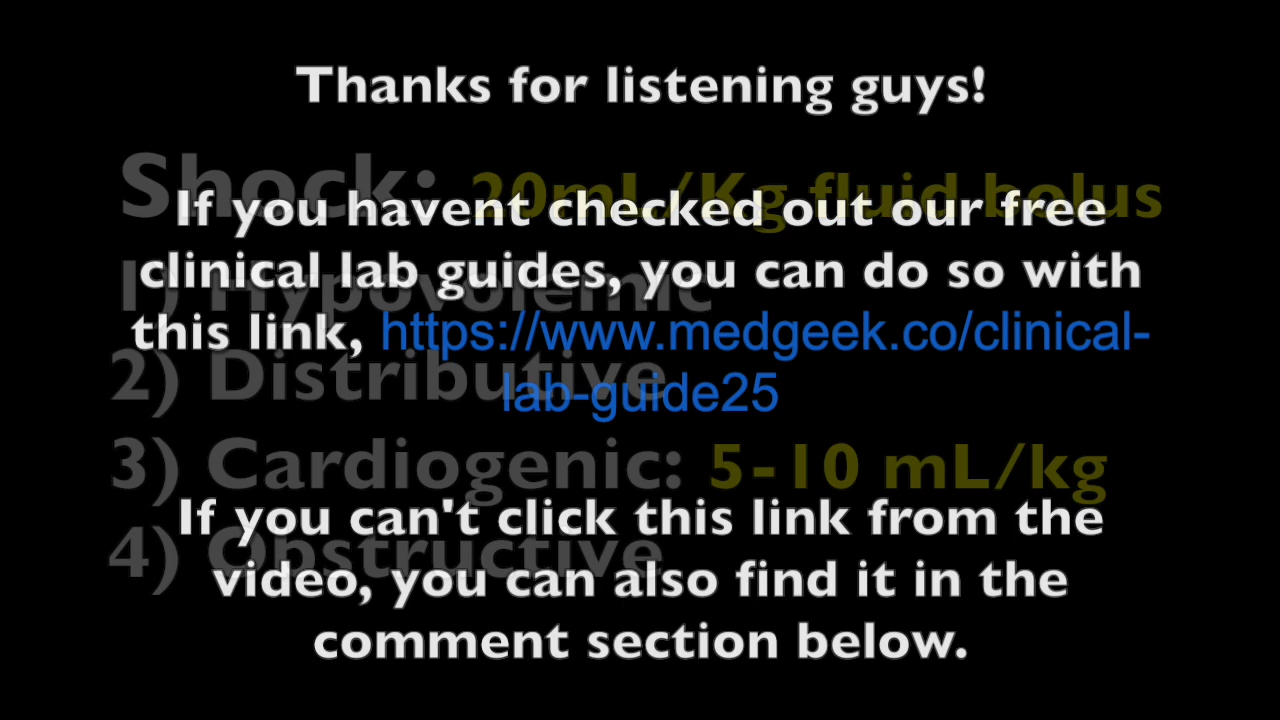 Thanks for listening guys!
Shock: 20mL/Kg fluid bolus
If you havent checked out our free
clinical lab guides, you can do so with
1) Hypovolemic
this link, https://www.medgeek.co/clinical-
2) Distributive
lab-guide25
3) Cardiogenic: 5-10 mL/kg
If you can't click this link from the
4) Obstructive
video, you can also find it in the
comment section below.